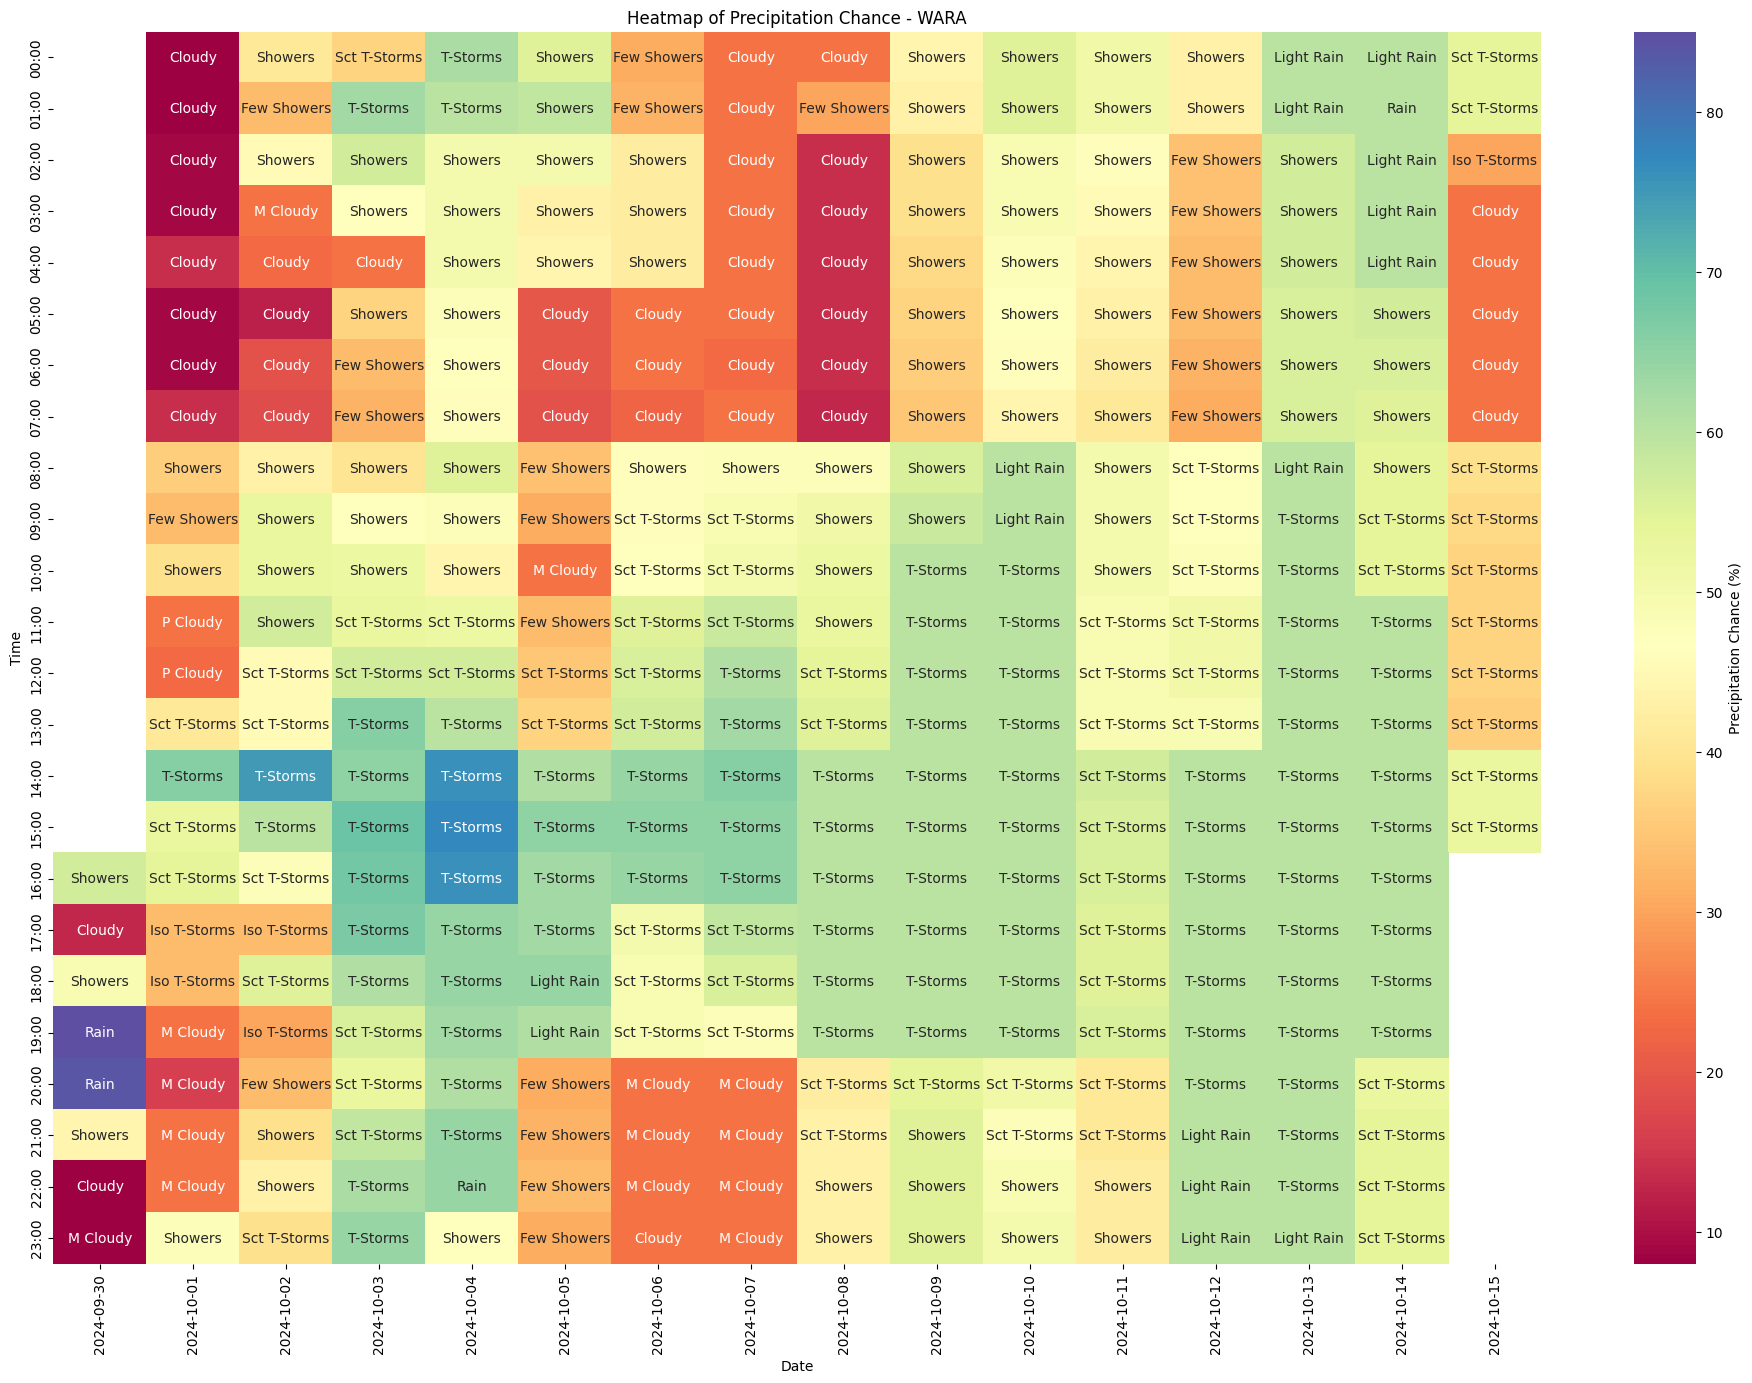 Heatmap of Precipitation Chance - WARA
00:00 Cloudy Showers Sct T-Storms T-Storms Showers Few Showers Cloudy Cloudy Showers Showers Showers Showers Light Rain Light Rain Sct T-Storms
01:00 Cloudy Few Showers T-Storms T-Storms Showers Few Showers Cloudy Few Showers Showers Showers Showers Showers Light Rain Rain Sct T-Storms
02:00 Cloudy Showers Showers Showers Showers Showers Cloudy Cloudy Showers Showers Showers Few Showers Showers Light Rain Iso T-Storms
03:00 Cloudy M Cloudy Showers Showers Showers Showers Cloudy Cloudy Showers Showers Showers Few Showers Showers Light Rain Cloudy
04:00 Cloudy Cloudy Cloudy Showers Showers Showers Cloudy Cloudy Showers Showers Showers Few Showers Showers Light Rain Cloudy
05:00 Cloudy Cloudy Showers Showers Cloudy Cloudy Cloudy Cloudy Showers Showers Showers Few Showers Showers Showers Cloudy
06:00 Cloudy Cloudy Few Showers Showers Cloudy Cloudy Cloudy Cloudy Showers Showers Showers Few Showers Showers Showers Cloudy
07:00 Cloudy Cloudy Few Showers Showers Cloudy Cloudy Cloudy Cloudy Showers Showers Showers Few Showers Showers Showers Cloudy
08:00 Showers Showers Showers Showers Few Showers Showers Showers Showers Showers Light Rain Showers Sct T-Storms Light Rain Showers Sct T-Storms
09:00 Few Showers Showers Showers Showers Few Showers Sct T-Storms Sct T-Storms Showers Showers Light Rain Showers Sct T-Storms T-Storms Sct T-Storms Sct T-Storms
10:00 Showers Showers Showers Showers M Cloudy Sct T-Storms Sct T-Storms Showers T-Storms T-Storms Showers Sct T-Storms T-Storms Sct T-Storms Sct T-Storms
11:00 P Cloudy Showers Sct T-Storms Sct T-Storms Few Showers Sct T-Storms Sct T-Storms Showers T-Storms T-Storms Sct T-Storms Sct T-Storms T-Storms T-Storms Sct T-Storms
12:00 P Cloudy Sct T-Storms Sct T-Storms Sct T-Storms Sct T-Storms Sct T-Storms T-Storms Sct T-Storms T-Storms T-Storms Sct T-Storms Sct T-Storms T-Storms T-Storms Sct T-Storms
13:00 Sct T-Storms Sct T-Storms T-Storms T-Storms Sct T-Storms Sct T-Storms T-Storms Sct T-Storms T-Storms T-Storms Sct T-Storms Sct T-Storms T-Storms T-Storms Sct T-Storms
14:00 T-Storms T-Storms T-Storms T-Storms T-Storms T-Storms T-Storms T-Storms T-Storms T-Storms Sct T-Storms T-Storms T-Storms T-Storms Sct T-Storms
15:00 Sct T-Storms T-Storms T-Storms T-Storms T-Storms T-Storms T-Storms T-Storms T-Storms T-Storms Sct T-Storms T-Storms T-Storms T-Storms Sct T-Storms
16:00 Showers Sct T-Storms Sct T-Storms T-Storms T-Storms T-Storms T-Storms T-Storms T-Storms T-Storms T-Storms Sct T-Storms T-Storms T-Storms T-Storms
17:00 Cloudy Iso T-Storms Iso T-Storms T-Storms T-Storms T-Storms Sct T-Storms Sct T-Storms T-Storms T-Storms T-Storms Sct T-Storms T-Storms T-Storms T-Storms
18:00 Showers Iso T-Storms Sct T-Storms T-Storms T-Storms Light Rain Sct T-Storms Sct T-Storms T-Storms T-Storms T-Storms Sct T-Storms T-Storms T-Storms T-Storms
19:00 Rain M Cloudy Iso T-Storms Sct T-Storms T-Storms Light Rain Sct T-Storms Sct T-Storms T-Storms T-Storms T-Storms Sct T-Storms T-Storms T-Storms T-Storms
20:00 Rain M Cloudy Few Showers Sct T-Storms T-Storms Few Showers M Cloudy M Cloudy Sct T-Storms Sct T-Storms Sct T-Storms Sct T-Storms T-Storms T-Storms Sct T-Storms
21:00 Showers M Cloudy Showers Sct T-Storms T-Storms Few Showers M Cloudy M Cloudy Sct T-Storms Showers Sct T-Storms Sct T-Storms Light Rain T-Storms Sct T-Storms
22:00 Cloudy M Cloudy Showers T-Storms Rain Few Showers M Cloudy M Cloudy Showers Showers Showers Showers Light Rain T-Storms Sct T-Storms
23:00 M Cloudy Showers Sct T-Storms T-Storms Showers Few Showers Cloudy M Cloudy Showers Showers Showers Showers Light Rain Light Rain Sct T-Storms
Time
2024-09-30 2024-10-01 2024-10-02 2024-10-03 2024-10-04 2024-10-05 2024-10-06 2024-10-07 2024-10-08 2024-10-09 2024-10-10 2024-10-11 2024-10-12 2024-10-13 2024-10-14 2024-10-15
Date
80
70
60
50
40
30
20
10
Precipitation Chance (%)